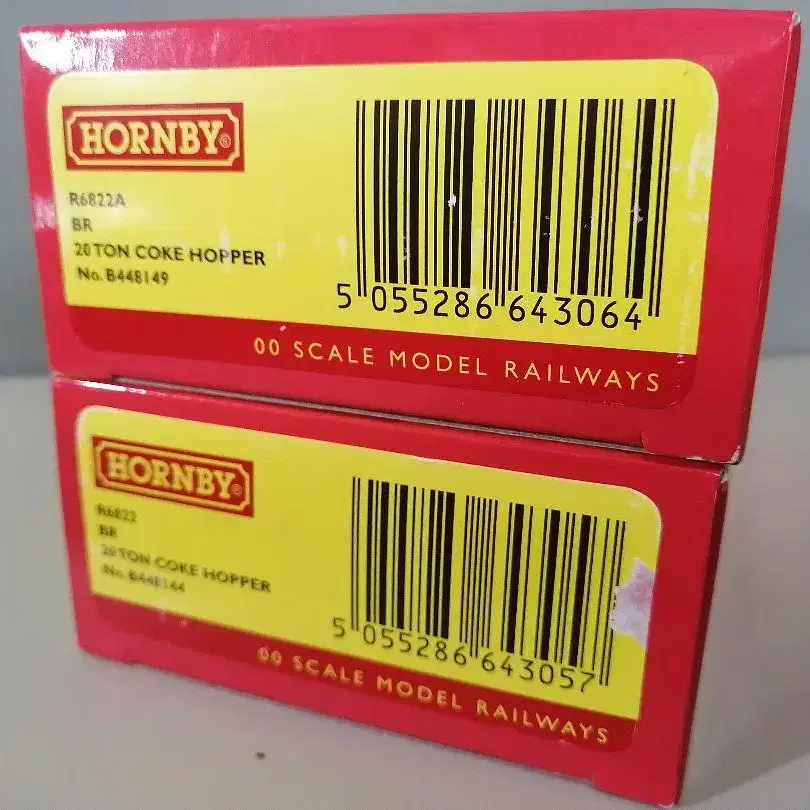 HORNBY®
R6822A
BR
20 TON COKE HOPPER
No. B448149
5 055286 643064
00 SCALE MODEL RAILWAYS
HORNBY®
R6822
BR
20 TON COKE HOPPER
No. B448144
5 055286 643057
00 SCALE MODEL RAILWAYS